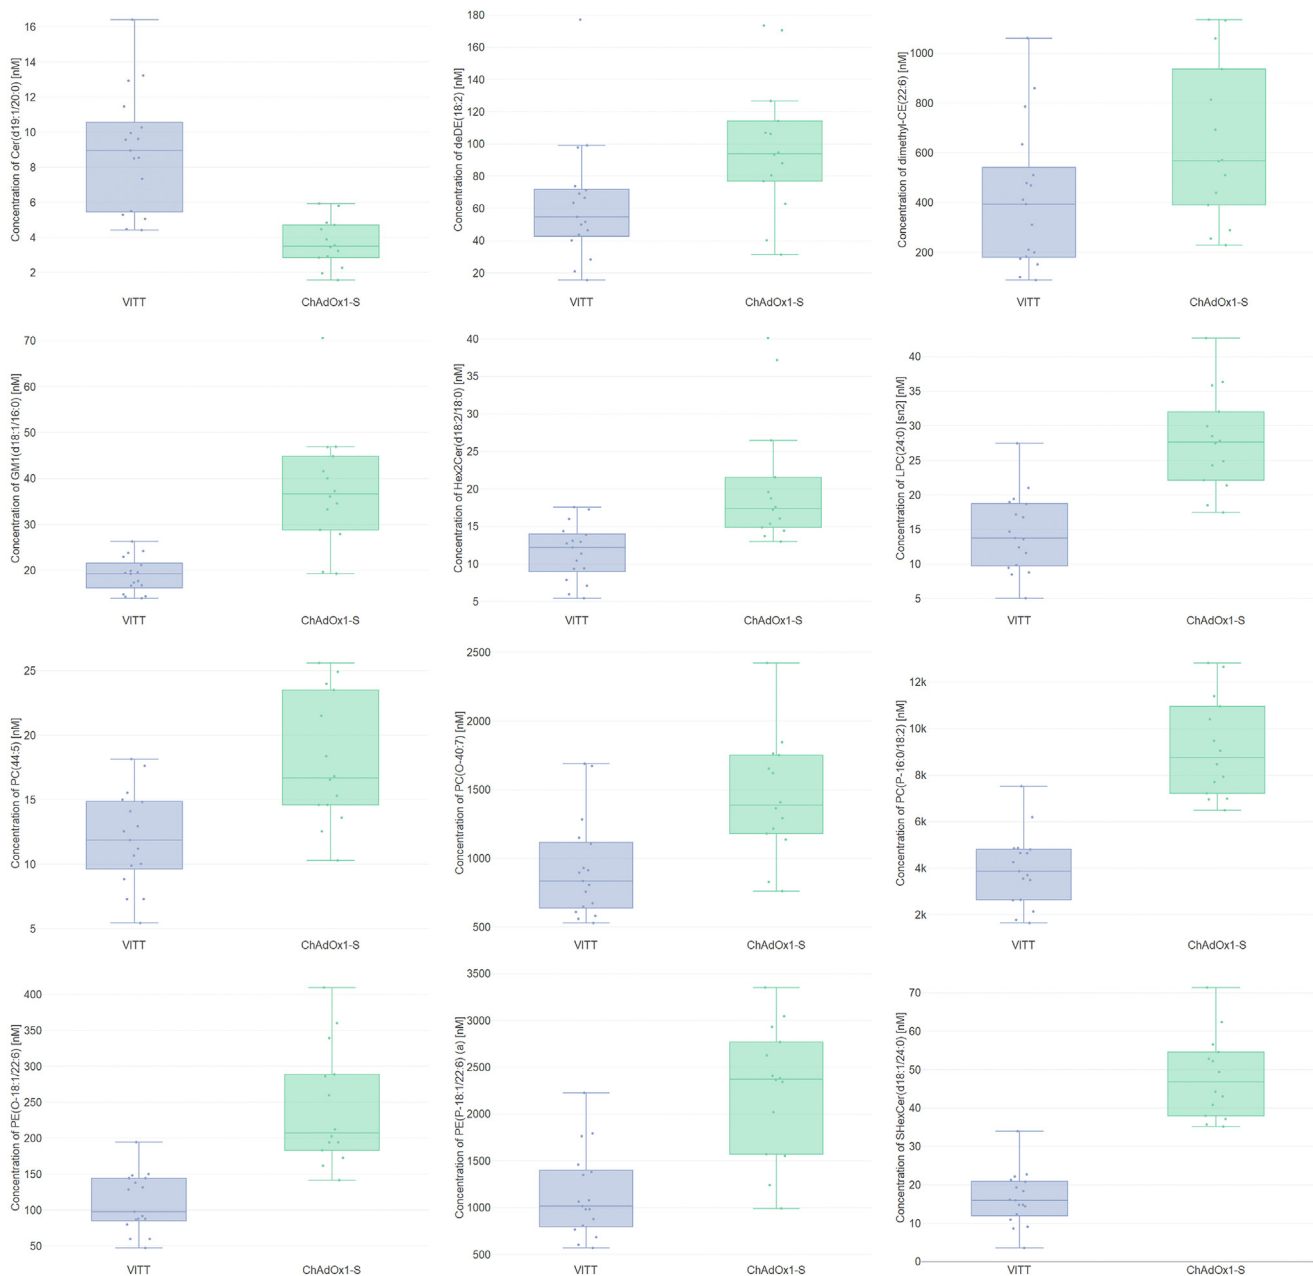 Concentration of Cer(d19:1/20:0) [nM]
16
14
12
10
8
6
4
2
VITT
ChAdOx1-S
Concentration of deDE(18:2) [nM]
180
160
140
120
100
80
60
40
20
VITT
ChAdOx1-S
Concentration of dimethyl-CE(22:6) [nM]
1000
800
600
400
200
VITT
ChAdOx1-S
Concentration of GM1(d18:1/16:0) [nM]
70
60
50
40
30
20
VITT
ChAdOx1-S
Concentration of Hex2Cer(d18:2/18:0) [nM]
40
35
30
25
20
15
10
5
VITT
ChAdOx1-S
Concentration of LPC(24:0) [sn2] [nM]
40
35
30
25
20
15
10
5
VITT
ChAdOx1-S
Concentration of PC(44:5) [nM]
25
20
15
10
5
VITT
ChAdOx1-S
Concentration of PC(O-40:7) [nM]
2500
2000
1500
1000
500
VITT
ChAdOx1-S
Concentration of PC(P-16:0/18:2) [nM]
12k
10k
8k
6k
4k
2k
VITT
ChAdOx1-S
Concentration of PE(O-18:1/22:6) [nM]
400
350
300
250
200
150
100
50
VITT
ChAdOx1-S
Concentration of PE(P-18:1/22:6) (a) [nM]
3500
3000
2500
2000
1500
1000
500
VITT
ChAdOx1-S
Concentration of SHexCer(d18:1/24:0) [nM]
70
60
50
40
30
20
10
0
VITT
ChAdOx1-S